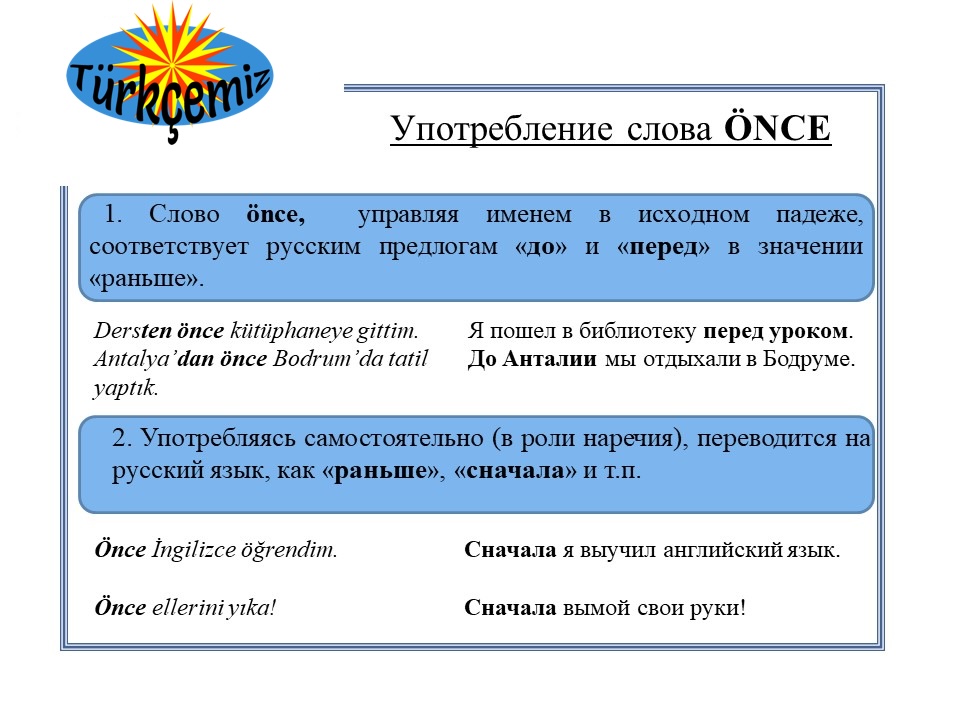 Türkçemiz
Употребление слова ÖNCE
1. Слово önce, управляя именем в исходном падеже,
соответствует русским предлогам «до» и «перед» в значении
«раньше».
Dersten önce kütüphaneye gittim.
Antalya’dan önce Bodrum’da tatil
yaptık.
Я пошел в библиотеку перед уроком.
До Анталии мы отдыхали в Бодруме.
2. Употребляясь самостоятельно (в роли наречия), переводится на
русский язык, как «раньше», «сначала» и т.п.
Önce İngilizce öğrendim.
Сначала я выучил английский язык.
Önce ellerini yıka!
Сначала вымой свои руки!